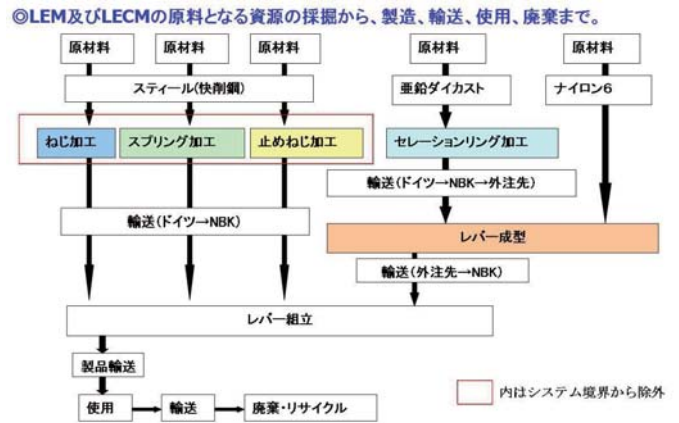 ◎LEM及びLECMの原料となる資源の採掘から、製造、輸送、使用、廃棄まで。
原材料
原材料
原材料
原材料
原材料
スティール(快削鋼)
亜鉛ダイカスト
ナイロン6
ねじ加工
スプリング加工
止めねじ加工
セレーションリング加工
輸送(ドイツ→NBK→外注先)
輸送(ドイツ→NBK)
レバー成型
輸送(外注先→NBK)
レバー組立
製品輸送
使用
輸送
廃棄・リサイクル
内はシステム境界から除外